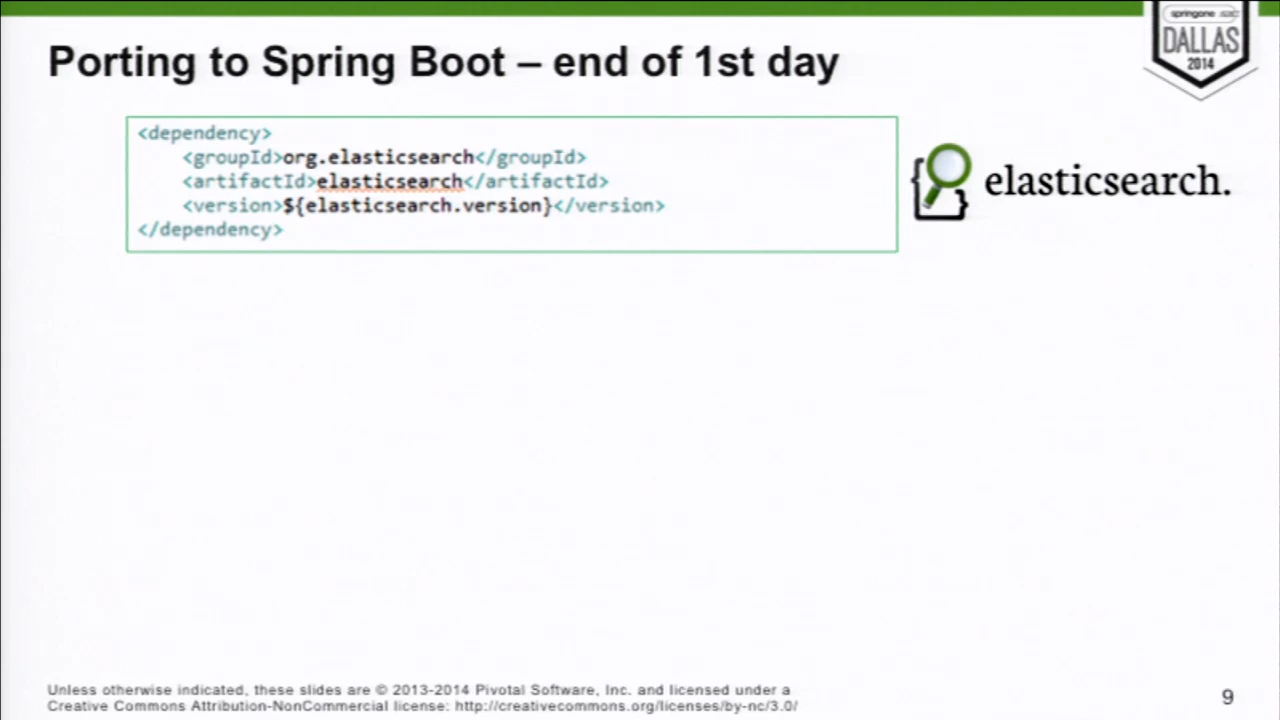 Porting to Spring Boot – end of 1st day
springone
DALLAS
2014
<dependency>
    <groupId>org.elasticsearch</groupId>
    <artifactId>elasticsearch</artifactId>
    <version>${elasticsearch.version}</version>
</dependency>
elasticsearch.
Unless otherwise indicated, these slides are © 2013-2014 Pivotal Software, Inc. and licensed under a
Creative Commons Attribution-NonCommercial license: http://creativecommons.org/licenses/by-nc/3.0/
9